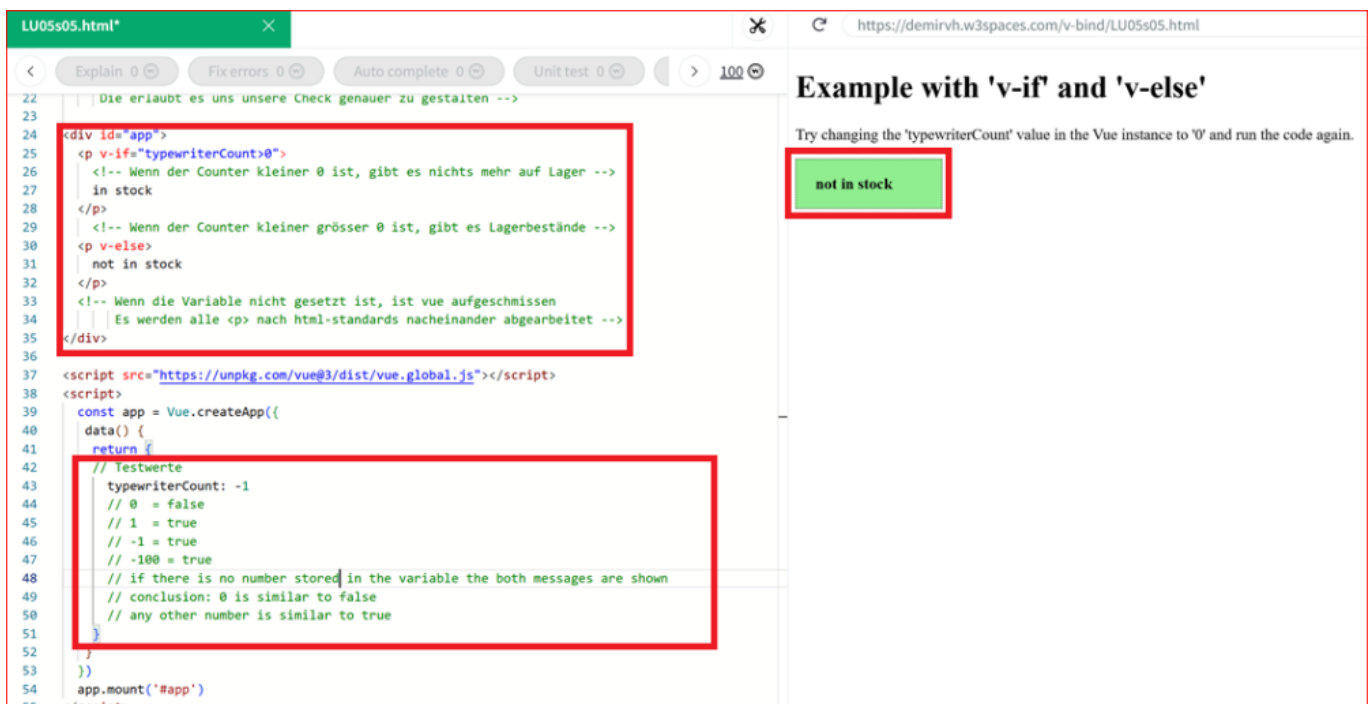 LU05s05.html*
https://demirvh.w3spaces.com/v-bind/LU05s05.html
Explain 0
Fix errors 0
Auto complete 0
Unit test 0
100
22 Die erlaubt es uns unsere Check genauer zu gestalten -->
23
24 <div id="app">
25 <p v-if="typewriterCount>0">
26 <!-- Wenn der Counter kleiner 0 ist, gibt es nichts mehr auf Lager -->
27 in stock
28 </p>
29 <!-- Wenn der Counter kleiner grösser 0 ist, gibt es Lagerbestände -->
30 <p v-else>
31 not in stock
32 </p>
33 <!-- Wenn die Variable nicht gesetzt ist, ist vue aufgeschmissen
34 Es werden alle <p> nach html-standards nacheinander abgearbeitet -->
35 </div>
36
37 <script src="https://unpkg.com/vue@3/dist/vue.global.js"></script>
38 <script>
39 const app = Vue.createApp({
40 data() {
41 return {
42 // Testwerte
43 typewriterCount: -1
44 // 0 = false
45 // 1 = true
46 // -1 = true
47 // -100 = true
48 // if there is no number stored in the variable the both messages are shown
49 // conclusion: 0 is similar to false
50 // any other number is similar to true
51 }
52 }
53 })
54 app.mount('#app')
Example with 'v-if' and 'v-else'
Try changing the 'typewriterCount' value in the Vue instance to '0' and run the code again.
not in stock